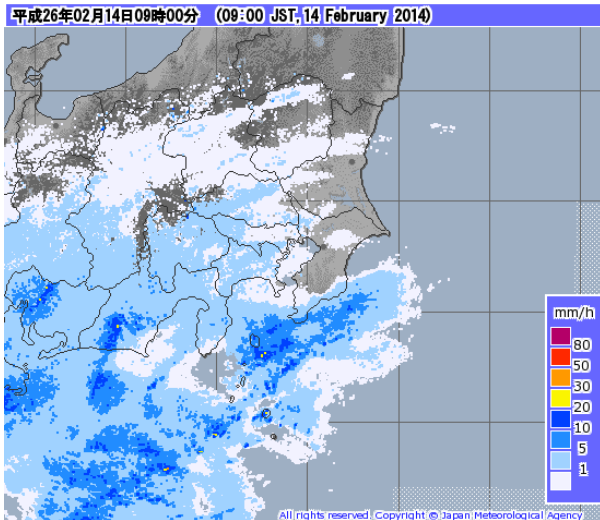 平成26年02月14日09時00分 (09:00 JST, 14 February 2014)
mm/h
80
50
30
20
10
5
1
All rights reserved. Copyright © Japan Meteorological Agency